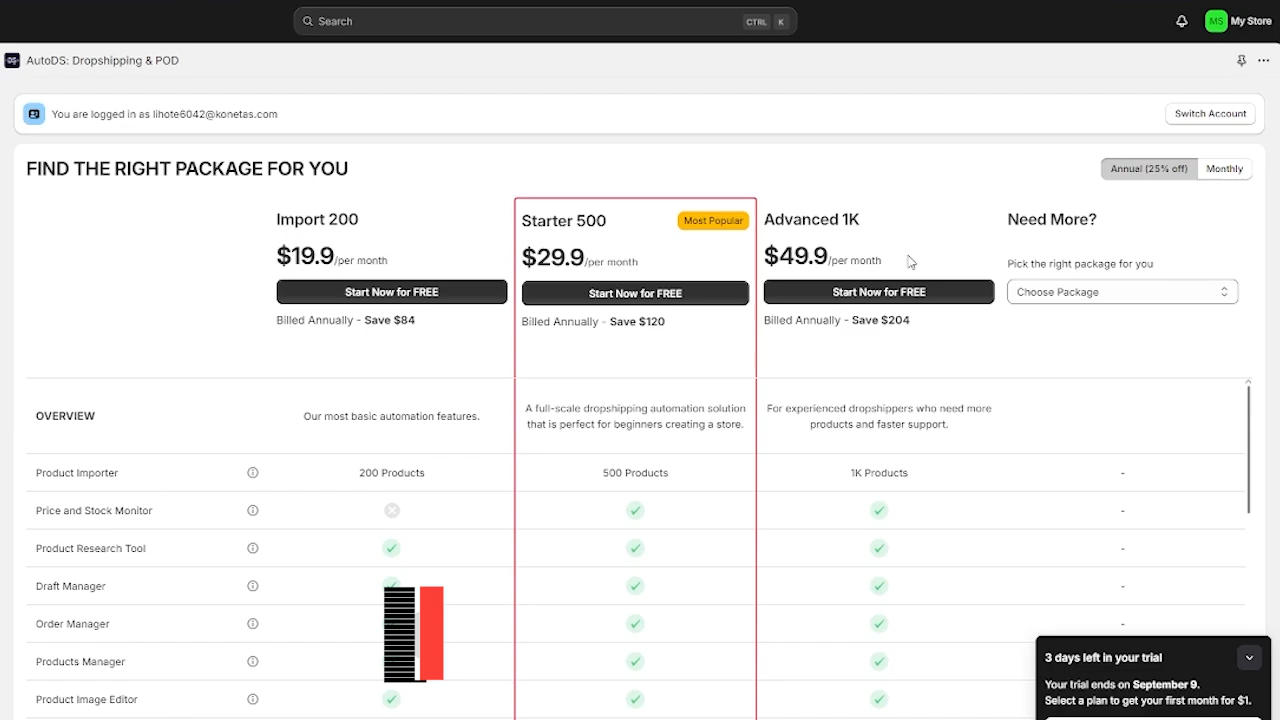 Search
CTRL K
MS My Store
AutoDS: Dropshipping & POD
You are logged in as lihote6042@konetas.com
Switch Account
FIND THE RIGHT PACKAGE FOR YOU
Annual (25% off) Monthly
Import 200
$19.9/per month
Start Now for FREE
Billed Annually - Save $84
Starter 500
Most Popular
$29.9/per month
Start Now for FREE
Billed Annually - Save $120
Advanced 1K
$49.9/per month
Start Now for FREE
Billed Annually - Save $204
Need More?
Pick the right package for you
Choose Package
OVERVIEW
Our most basic automation features.
A full-scale dropshipping automation solution
that is perfect for beginners creating a store.
For experienced dropshippers who need more
products and faster support.
Product Importer 200 Products 500 Products 1K Products -
Price and Stock Monitor -
Product Research Tool -
Draft Manager -
Order Manager -
Products Manager
Product Image Editor
3 days left in your trial
Your trial ends on September 9.
Select a plan to get your first month for $1.